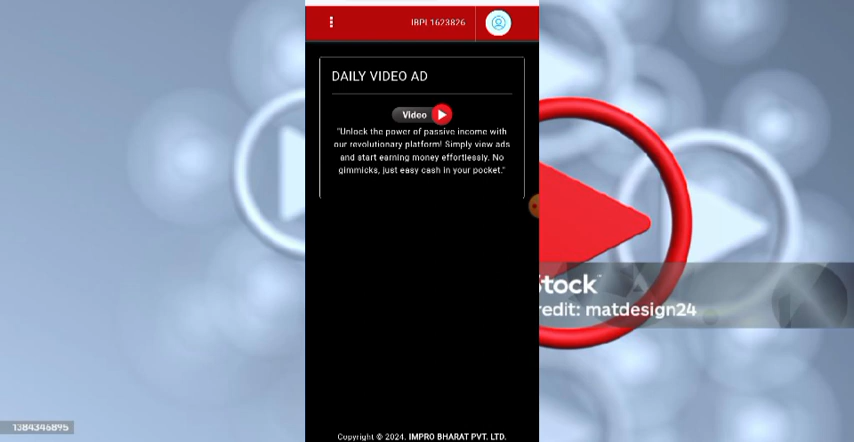 IBPL1623826
DAILY VIDEO AD
Video
"Unlock the power of passive income with
our revolutionary platform! Simply view ads
and start earning money effortlessly. No
gimmicks, just easy cash in your pocket."
Stock
redit: matdesign24
1384346895
Copyright © 2024. IMPRO BHARAT PVT. LTD.